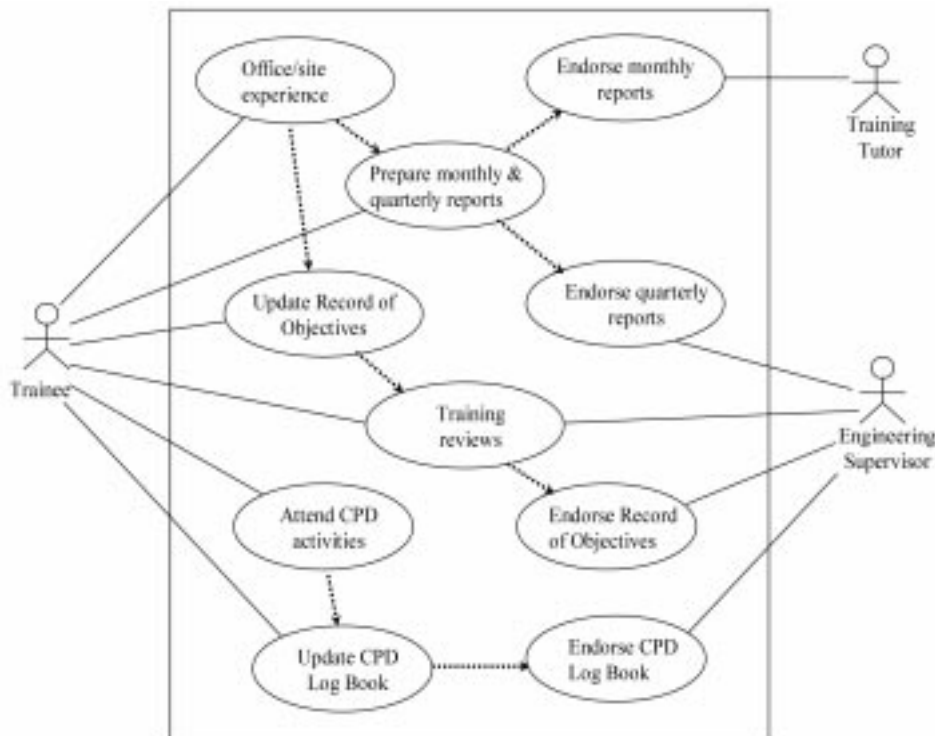 Office/site
experience
Endorse monthly
reports
Training
Tutor
Prepare monthly &
quarterly reports
Update Record of
Objectives
Endorse quarterly
reports
Trainee
Training
reviews
Engineering
Supervisor
Attend CPD
activities
Endorse Record
of Objectives
Update CPD
Log Book
Endorse CPD
Log Book